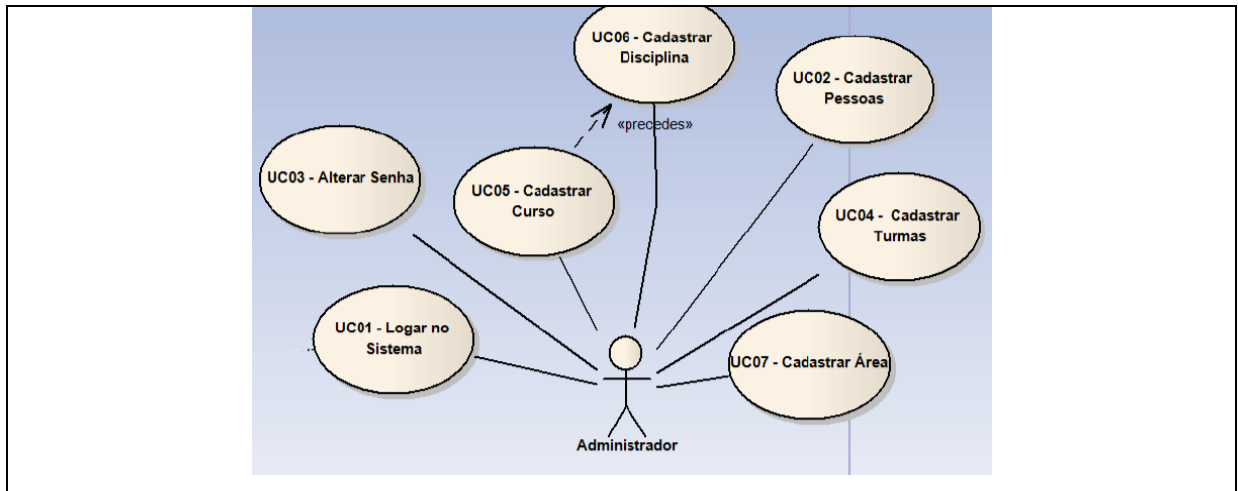 UC06 - Cadastrar
Disciplina
UC02 - Cadastrar
Pessoas
«precedes»
UC03 - Alterar Senha
UC05 - Cadastrar
Curso
UC04 -  Cadastrar
Turmas
UC01 - Logar no
Sistema
UC07 - Cadastrar Área
Administrador